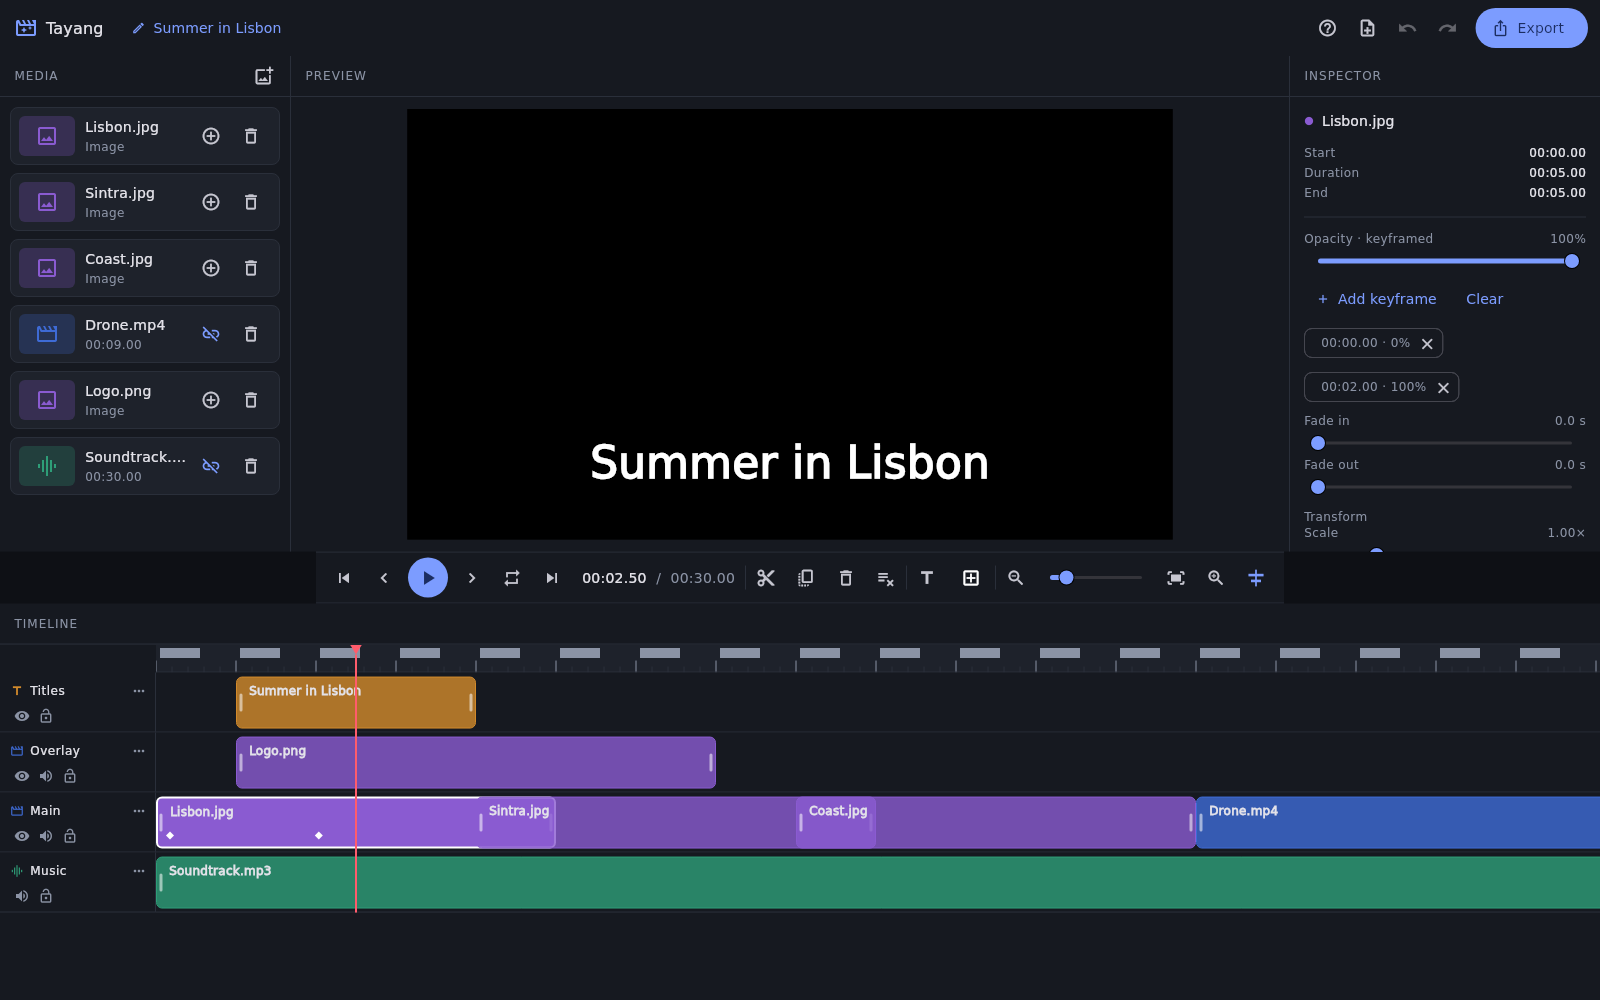 Tayang
Summer in Lisbon
Export
MEDIA
PREVIEW
INSPECTOR
Lisbon.jpg
Image
Sintra.jpg
Image
Coast.jpg
Image
Drone.mp4
00:09.00
Logo.png
Image
Soundtrack....
00:30.00
Summer in Lisbon
Lisbon.jpg
Start 00:00.00
Duration 00:05.00
End 00:05.00
Opacity · keyframed 100%
+ Add keyframe Clear
00:00.00 · 0%
00:02.00 · 100%
Fade in 0.0 s
Fade out 0.0 s
Transform
Scale 1.00×
00:02.50 / 00:30.00
TIMELINE
Titles
Summer in Lisbon
Overlay
Logo.png
Main
Lisbon.jpg
Sintra.jpg
Coast.jpg
Drone.mp4
Music
Soundtrack.mp3